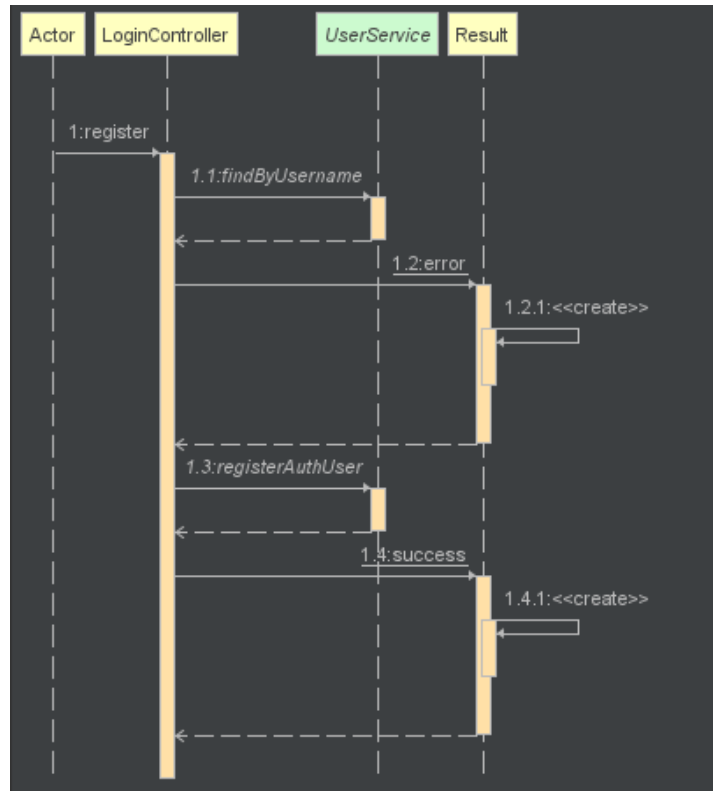 Actor
LoginController
UserService
Result
1:register
1.1:findByUsername
1.2:error
1.2.1:<<create>>
1.3:registerAuthUser
1.4:success
1.4.1:<<create>>